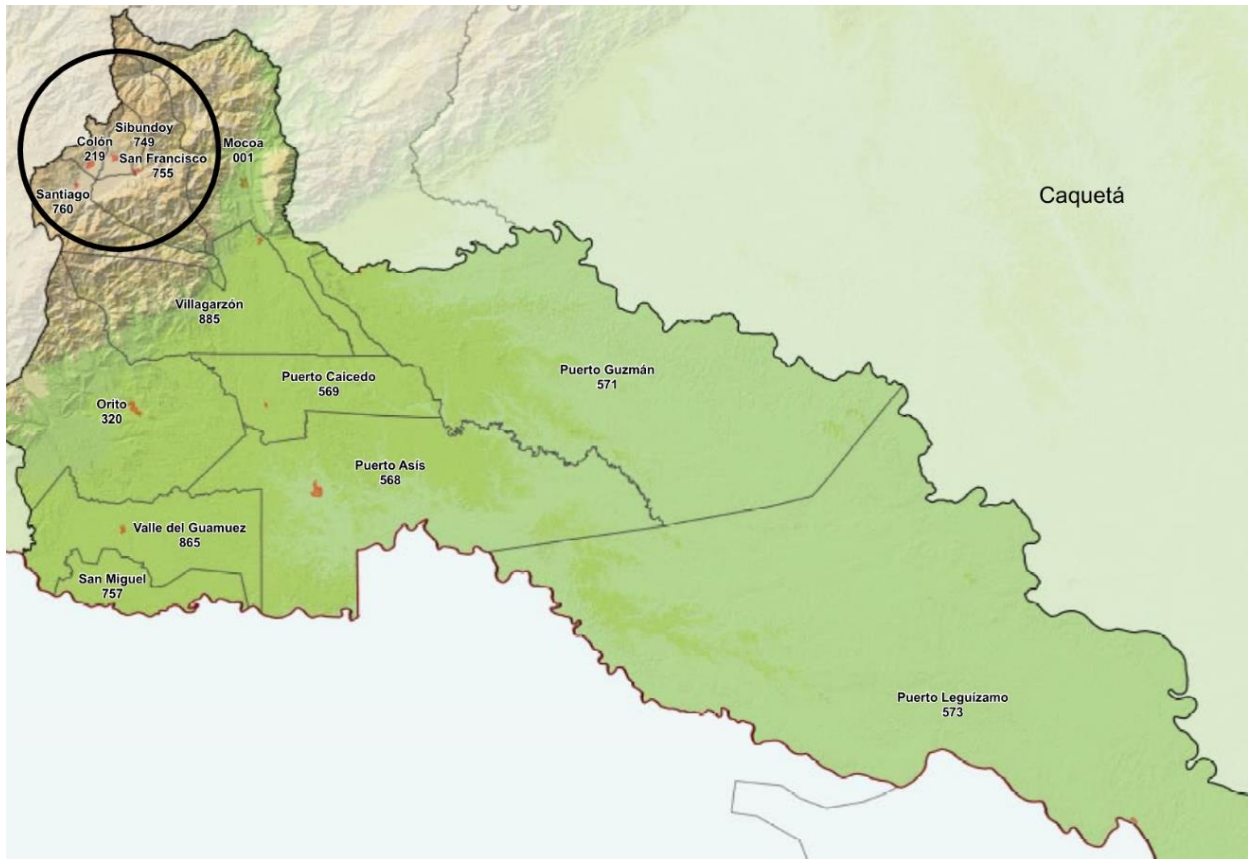 Sibundoy
749
Colón
219
San Francisco
755
Mocoa
001
Santiago
760
Caquetá
Villagarzón
885
Puerto Guzmán
571
Puerto Caicedo
569
Orito
320
Puerto Asís
568
Valle del Guamuez
865
San Miguel
757
Puerto Leguízamo
573